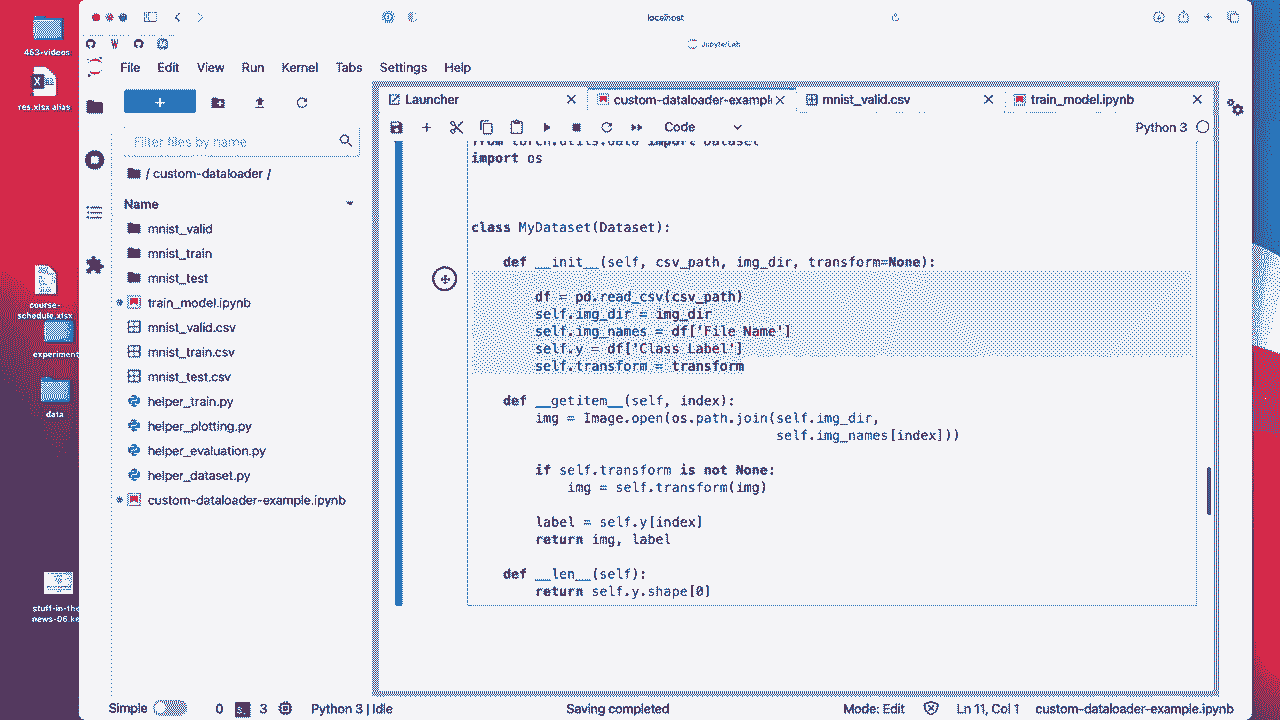 localhost
JupyterLab
File Edit View Run Kernel Tabs Settings Help
463-videos
res.xlsx alias
course-schedule.xlsx
experiment
data
stuff-in-the
news-06.ke
Filter files by name
/ custom-dataloader /
Name
mnist_valid
mnist_train
mnist_test
train_model.ipynb
mnist_valid.csv
mnist_train.csv
mnist_test.csv
helper_train.py
helper_plotting.py
helper_evaluation.py
helper_dataset.py
custom-dataloader-example.ipynb
Launcher
custom-dataloader-exampl
mnist_valid.csv
train_model.ipynb
Code
Python 3
from torch.utils.data import Dataset
import os
class MyDataset(Dataset):
def __init__(self, csv_path, img_dir, transform=None):
df = pd.read_csv(csv_path)
self.img_dir = img_dir
self.img_names = df['File Name']
self.y = df['Class Label']
self.transform = transform
def __getitem__(self, index):
img = Image.open(os.path.join(self.img_dir,
self.img_names[index]))
if self.transform is not None:
img = self.transform(img)
label = self.y[index]
return img, label
def __len__(self):
return self.y.shape[0]
Simple 0 3 Python 3 | Idle Saving completed Mode: Edit Ln 11, Col 1 custom-dataloader-example.ipynb